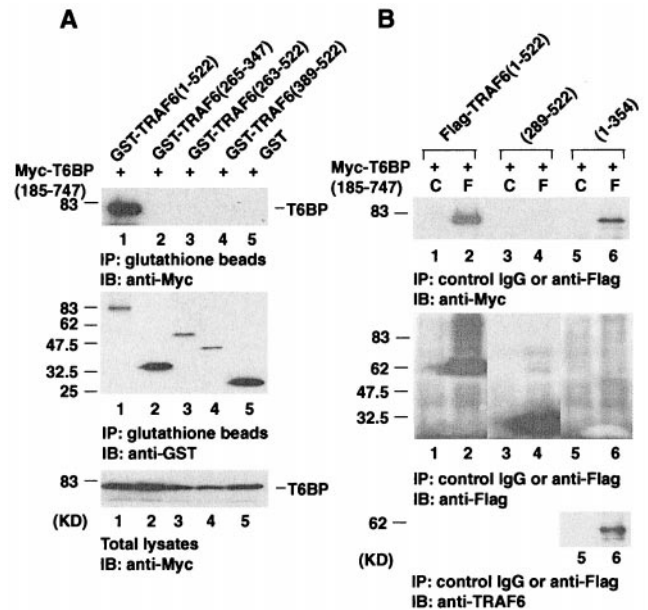 A
GST-TRAF6(1-522)
GST-TRAF6(265-347)
GST-TRAF6(263-522)
GST-TRAF6(389-522)
GST
Myc-T6BP + + + + +
(185-747)
83
T6BP
1 2 3 4 5
IP: glutathione beads
IB: anti-Myc
83
62
47.5
32.5
25
1 2 3 4 5
IP: glutathione beads
IB: anti-GST
83
T6BP
(KD) 1 2 3 4 5
Total lysates
IB: anti-Myc
B
Flag-TRAF6(1-522)
(289-522)
(1-354)
Myc-T6BP + + + + + +
(185-747) C F C F C F
83
1 2 3 4 5 6
IP: control IgG or anti-Flag
IB: anti-Myc
83
62
47.5
32.5
1 2 3 4 5 6
IP: control IgG or anti-Flag
IB: anti-Flag
62
(KD) 5 6
IP: control IgG or anti-Flag
IB: anti-TRAF6